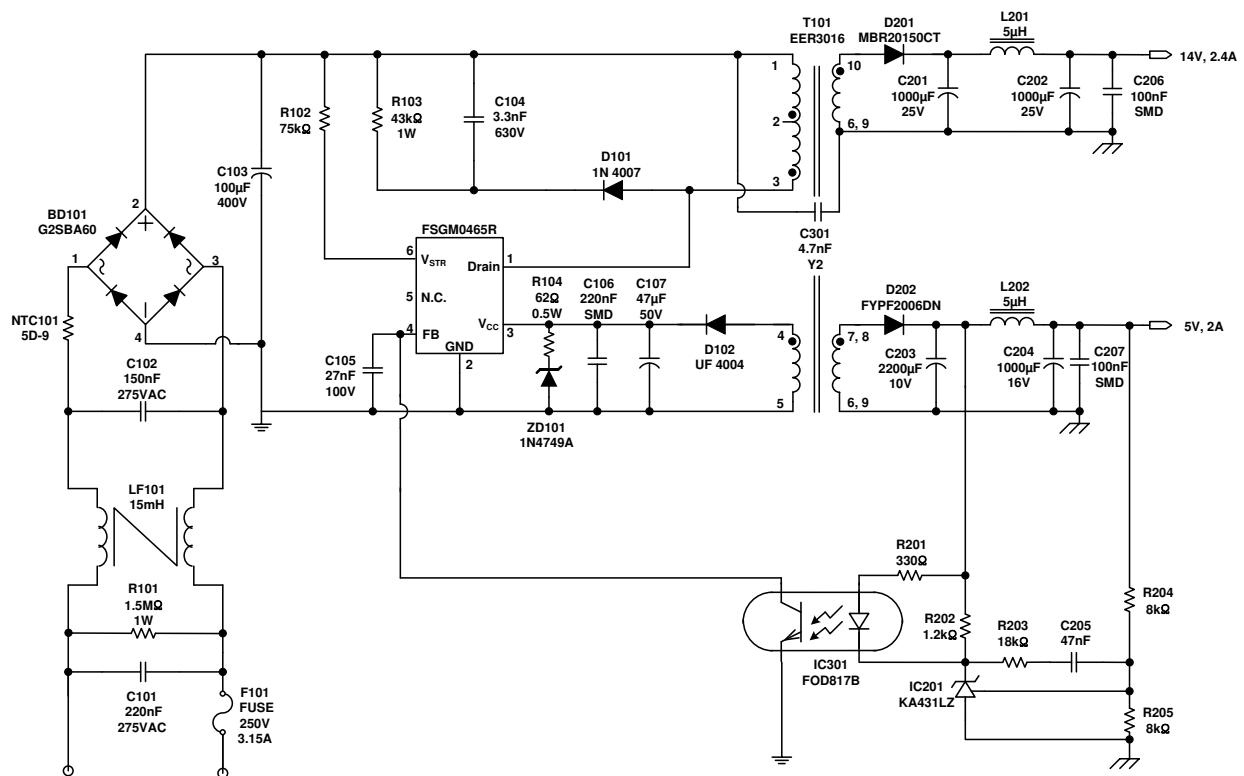 T101
EER3016
D201
MBR20150CT
L201
5µH
14V, 2.4A
1
2
3
10
6, 9
C201
1000µF
25V
C202
1000µF
25V
C206
100nF
SMD
R102
75kΩ
R103
43kΩ
1W
C104
3.3nF
630V
D101
1N 4007
C103
100µF
400V
BD101
G2SBA60
2
1
3
4
NTC101
5D-9
C102
150nF
275VAC
FSGM0465R
6
VSTR
1
Drain
5
N.C.
4
FB
VCC
3
GND
2
C301
4.7nF
Y2
R104
62Ω
0.5W
C106
220nF
SMD
C107
47µF
50V
D102
UF 4004
C105
27nF
100V
ZD101
1N4749A
4
5
7, 8
6, 9
D202
FYPF2006DN
L202
5µH
5V, 2A
C203
2200µF
10V
C204
1000µF
16V
C207
100nF
SMD
LF101
15mH
R101
1.5MΩ
1W
C101
220nF
275VAC
F101
FUSE
250V
3.15A
R201
330Ω
R202
1.2kΩ
R203
18kΩ
C205
47nF
R204
8kΩ
IC301
FOD817B
IC201
KA431LZ
R205
8kΩ